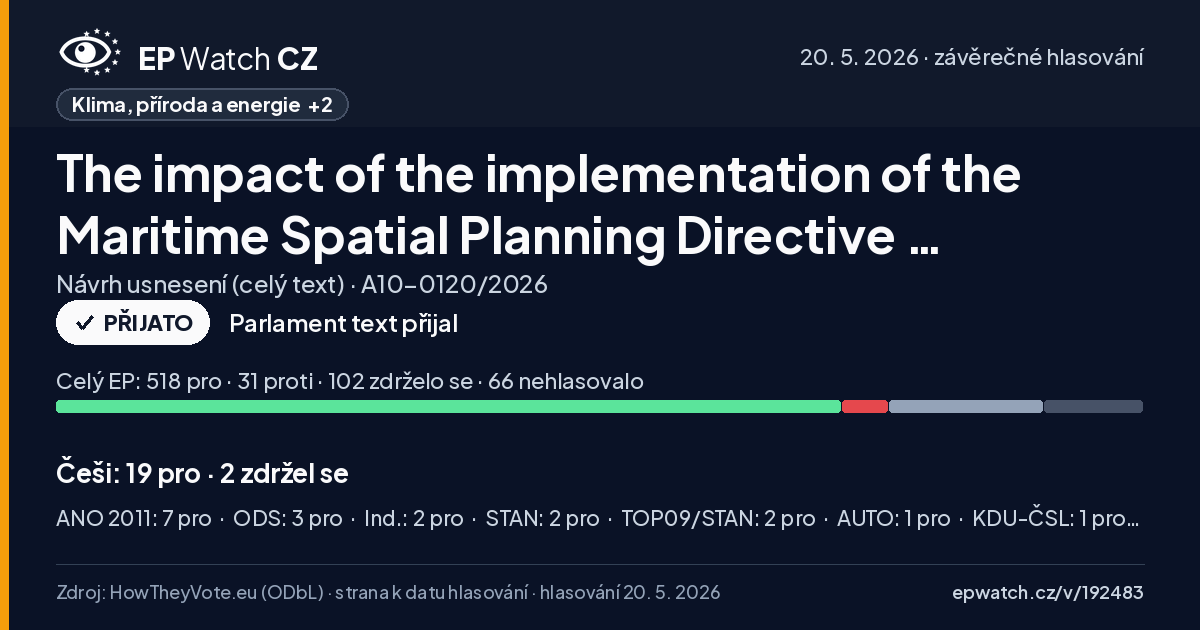 EP Watch CZ
20. 5. 2026 · závěrečné hlasování
Klima, příroda a energie +2
The impact of the implementation of the
Maritime Spatial Planning Directive …
Návrh usnesení (celý text) · A10-0120/2026
✓ PŘIJATO Parlament text přijal
Celý EP: 518 pro · 31 proti · 102 zdrželo se · 66 nehlasovalo
Češi: 19 pro · 2 zdržel se
ANO 2011: 7 pro · ODS: 3 pro · Ind.: 2 pro · STAN: 2 pro · TOP09/STAN: 2 pro · AUTO: 1 pro · KDU-ČSL: 1 pro…
Zdroj: HowTheyVote.eu (ODbL) · strana k datu hlasování · hlasování 20. 5. 2026
epwatch.cz/v/192483